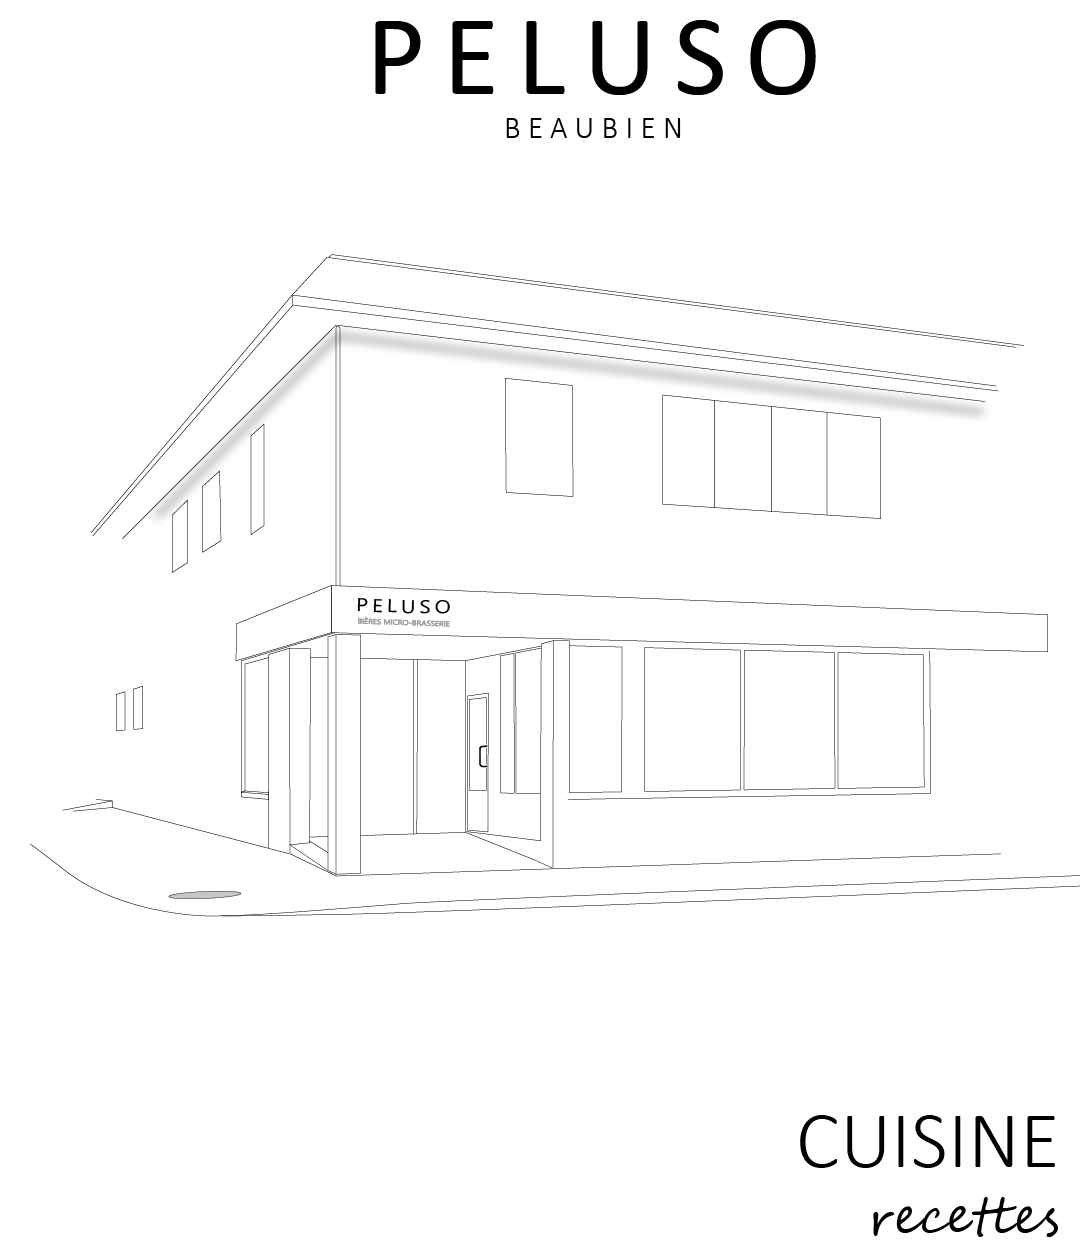 PELUSO
BEAUBIEN
PELUSO
BIÈRES MICRO-BRASSERIE
CUISINE
recettes